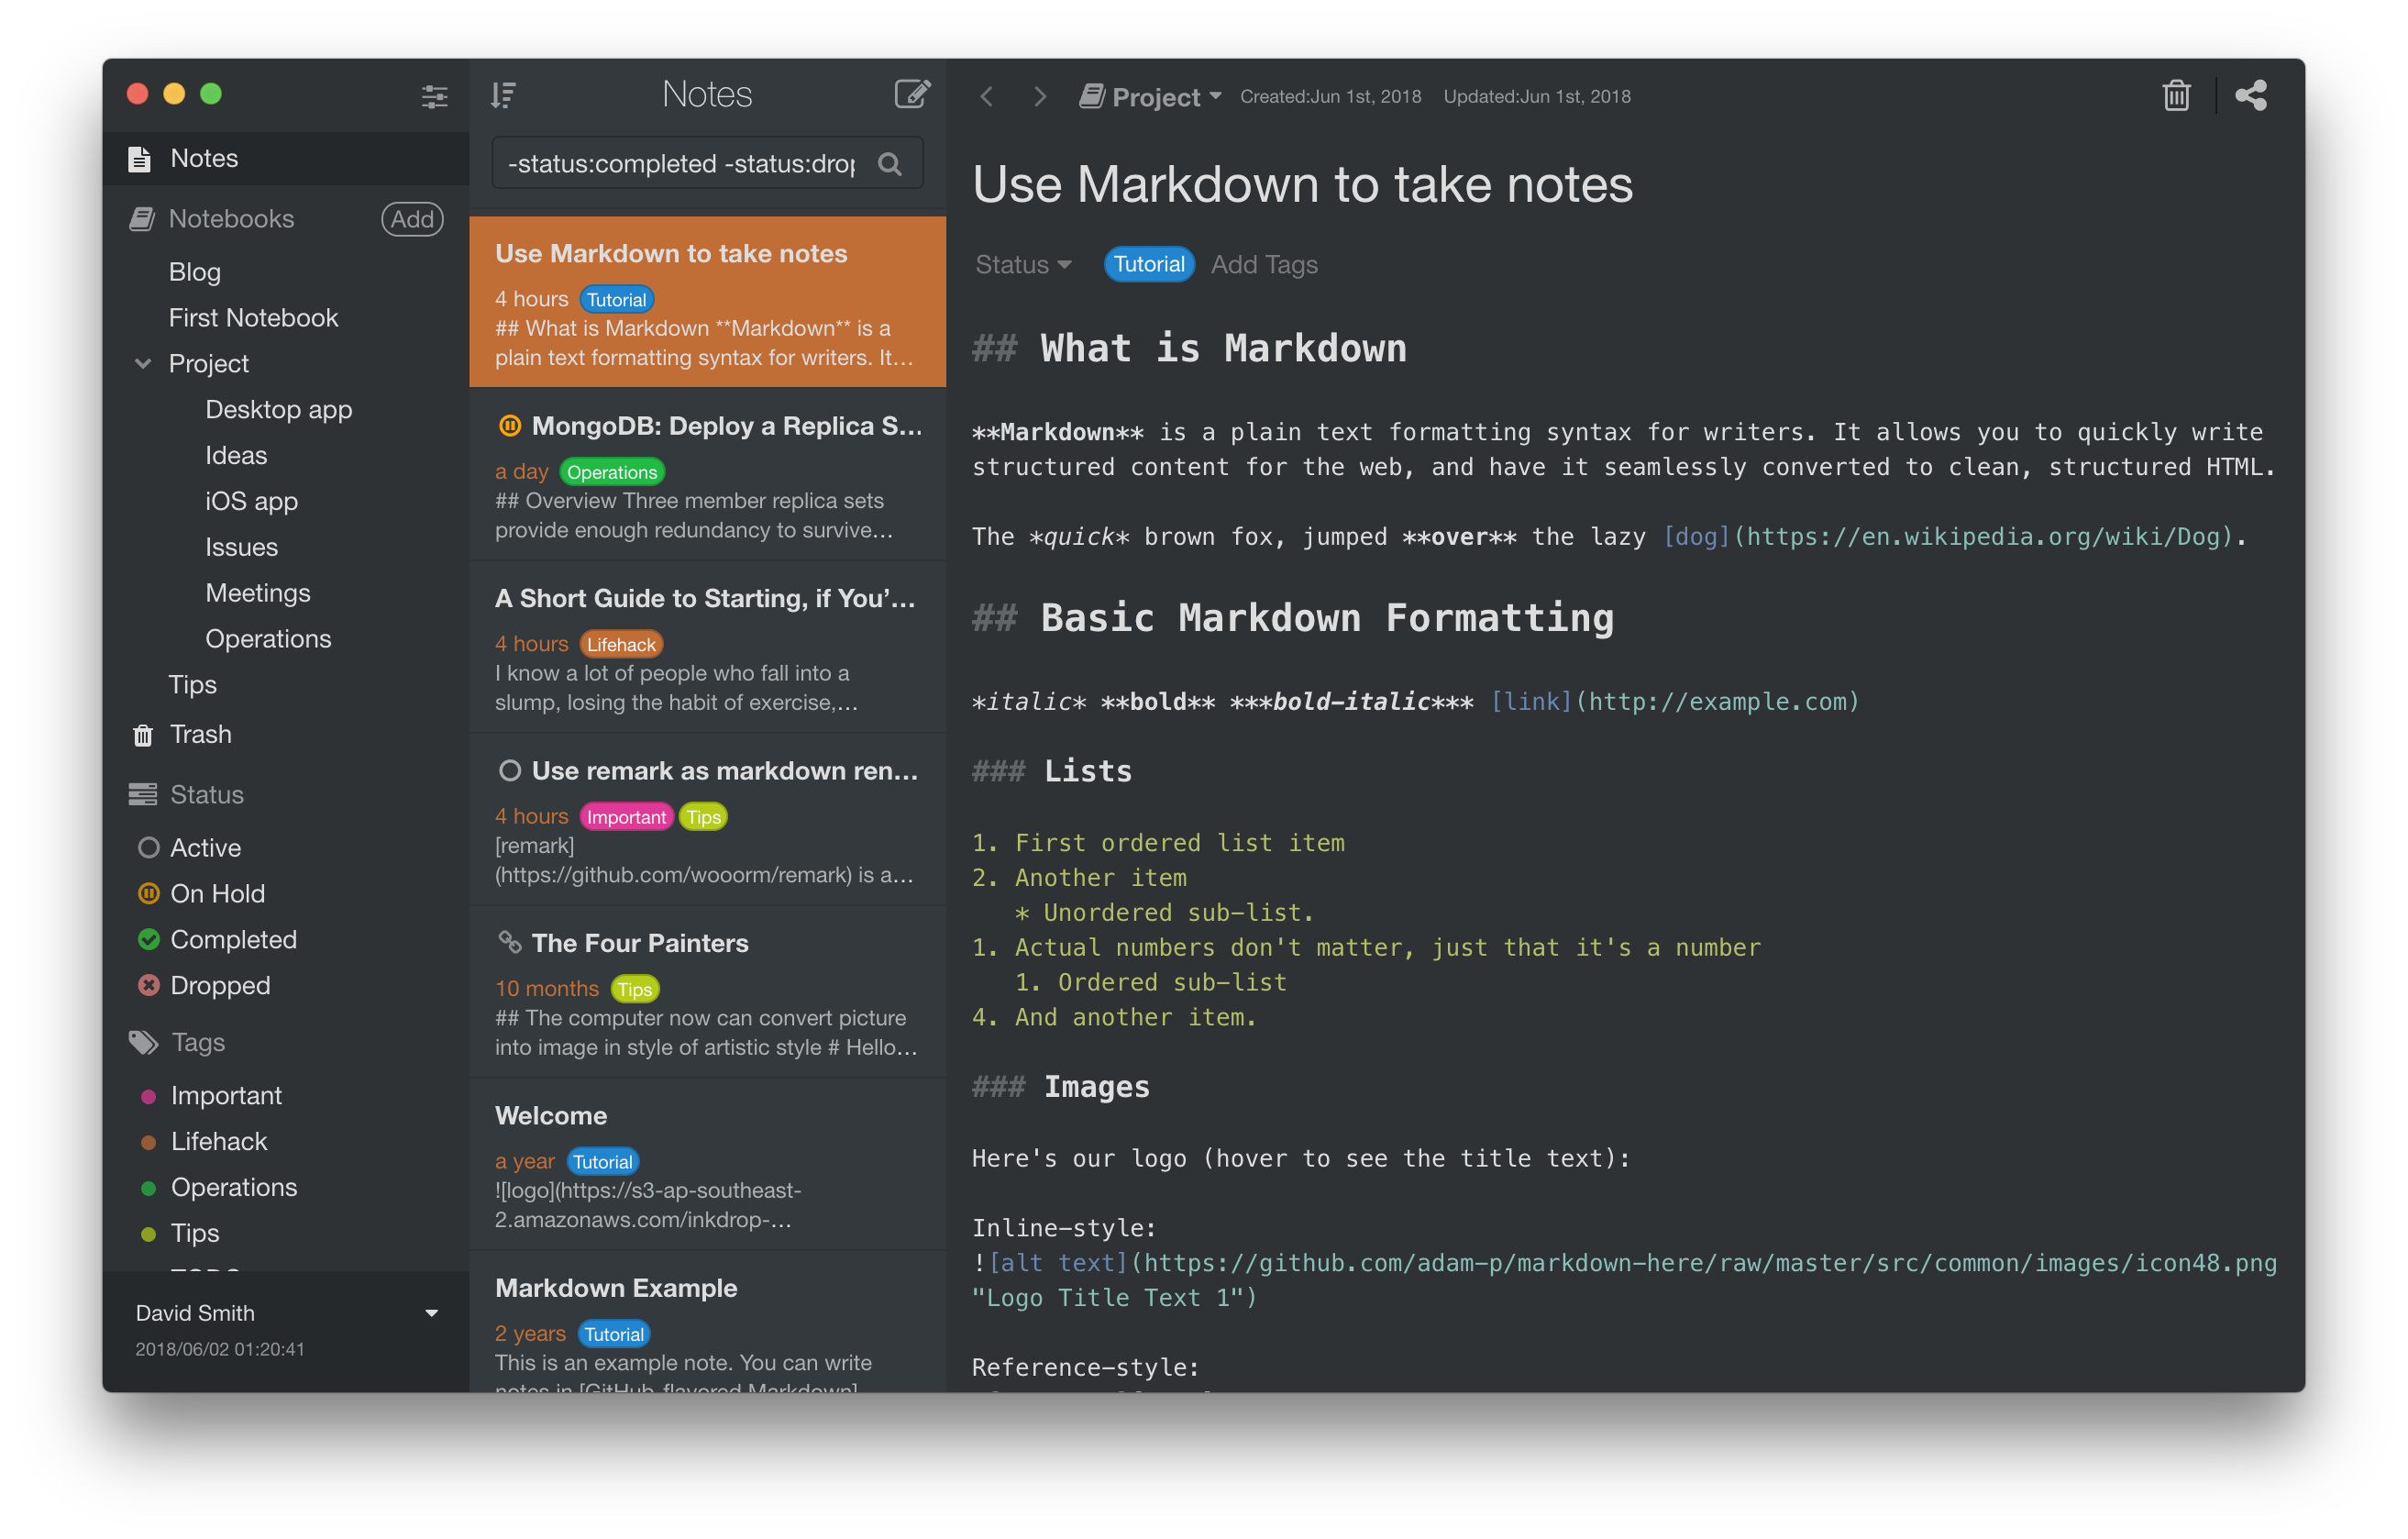 Notes
Notebooks
Add
Blog
First Notebook
Project
Desktop app
Ideas
iOS app
Issues
Meetings
Operations
Tips
Trash
Status
Active
On Hold
Completed
Dropped
Tags
Important
Lifehack
Operations
Tips
David Smith
2018/06/02 01:20:41
Notes
-status:completed -status:drop
Use Markdown to take notes
4 hours Tutorial
## What is Markdown **Markdown** is a
plain text formatting syntax for writers. It...
MongoDB: Deploy a Replica S...
a day Operations
## Overview Three member replica sets
provide enough redundancy to survive...
A Short Guide to Starting, if You’...
4 hours Lifehack
I know a lot of people who fall into a
slump, losing the habit of exercise,...
Use remark as markdown ren...
4 hours Important Tips
[remark]
(https://github.com/wooorm/remark) is a...
The Four Painters
10 months Tips
## The computer now can convert picture
into image in style of artistic style # Hello...
Welcome
a year Tutorial
![logo](https://s3-ap-southeast-
2.amazonaws.com/inkdrop-...
Markdown Example
2 years Tutorial
This is an example note. You can write
notes in [GitHub-flavored Markdown]
Project Created:Jun 1st, 2018 Updated:Jun 1st, 2018
Use Markdown to take notes
Status Tutorial Add Tags
## What is Markdown
**Markdown** is a plain text formatting syntax for writers. It allows you to quickly write
structured content for the web, and have it seamlessly converted to clean, structured HTML.
The *quick* brown fox, jumped **over** the lazy [dog](https://en.wikipedia.org/wiki/Dog).
## Basic Markdown Formatting
*italic* **bold** ***bold-italic*** [link](http://example.com)
### Lists
1. First ordered list item
2. Another item
* Unordered sub-list.
1. Actual numbers don't matter, just that it's a number
1. Ordered sub-list
4. And another item.
### Images
Here's our logo (hover to see the title text):
Inline-style:
![alt text](https://github.com/adam-p/markdown-here/raw/master/src/common/images/icon48.png
"Logo Title Text 1")
Reference-style: